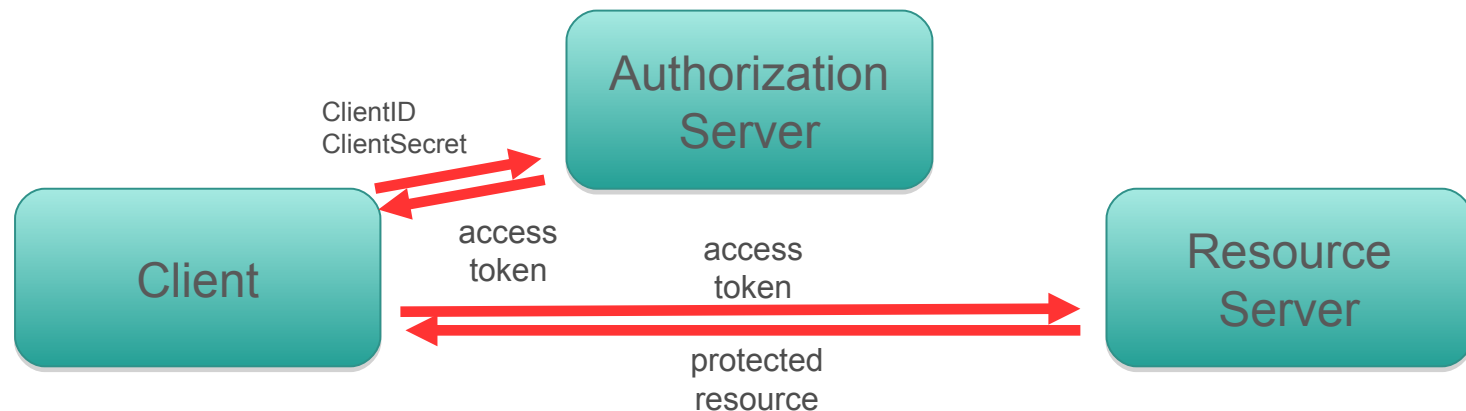 Authorization
Server
ClientID
ClientSecret
Client
access
token
access
token
Resource
Server
protected
resource